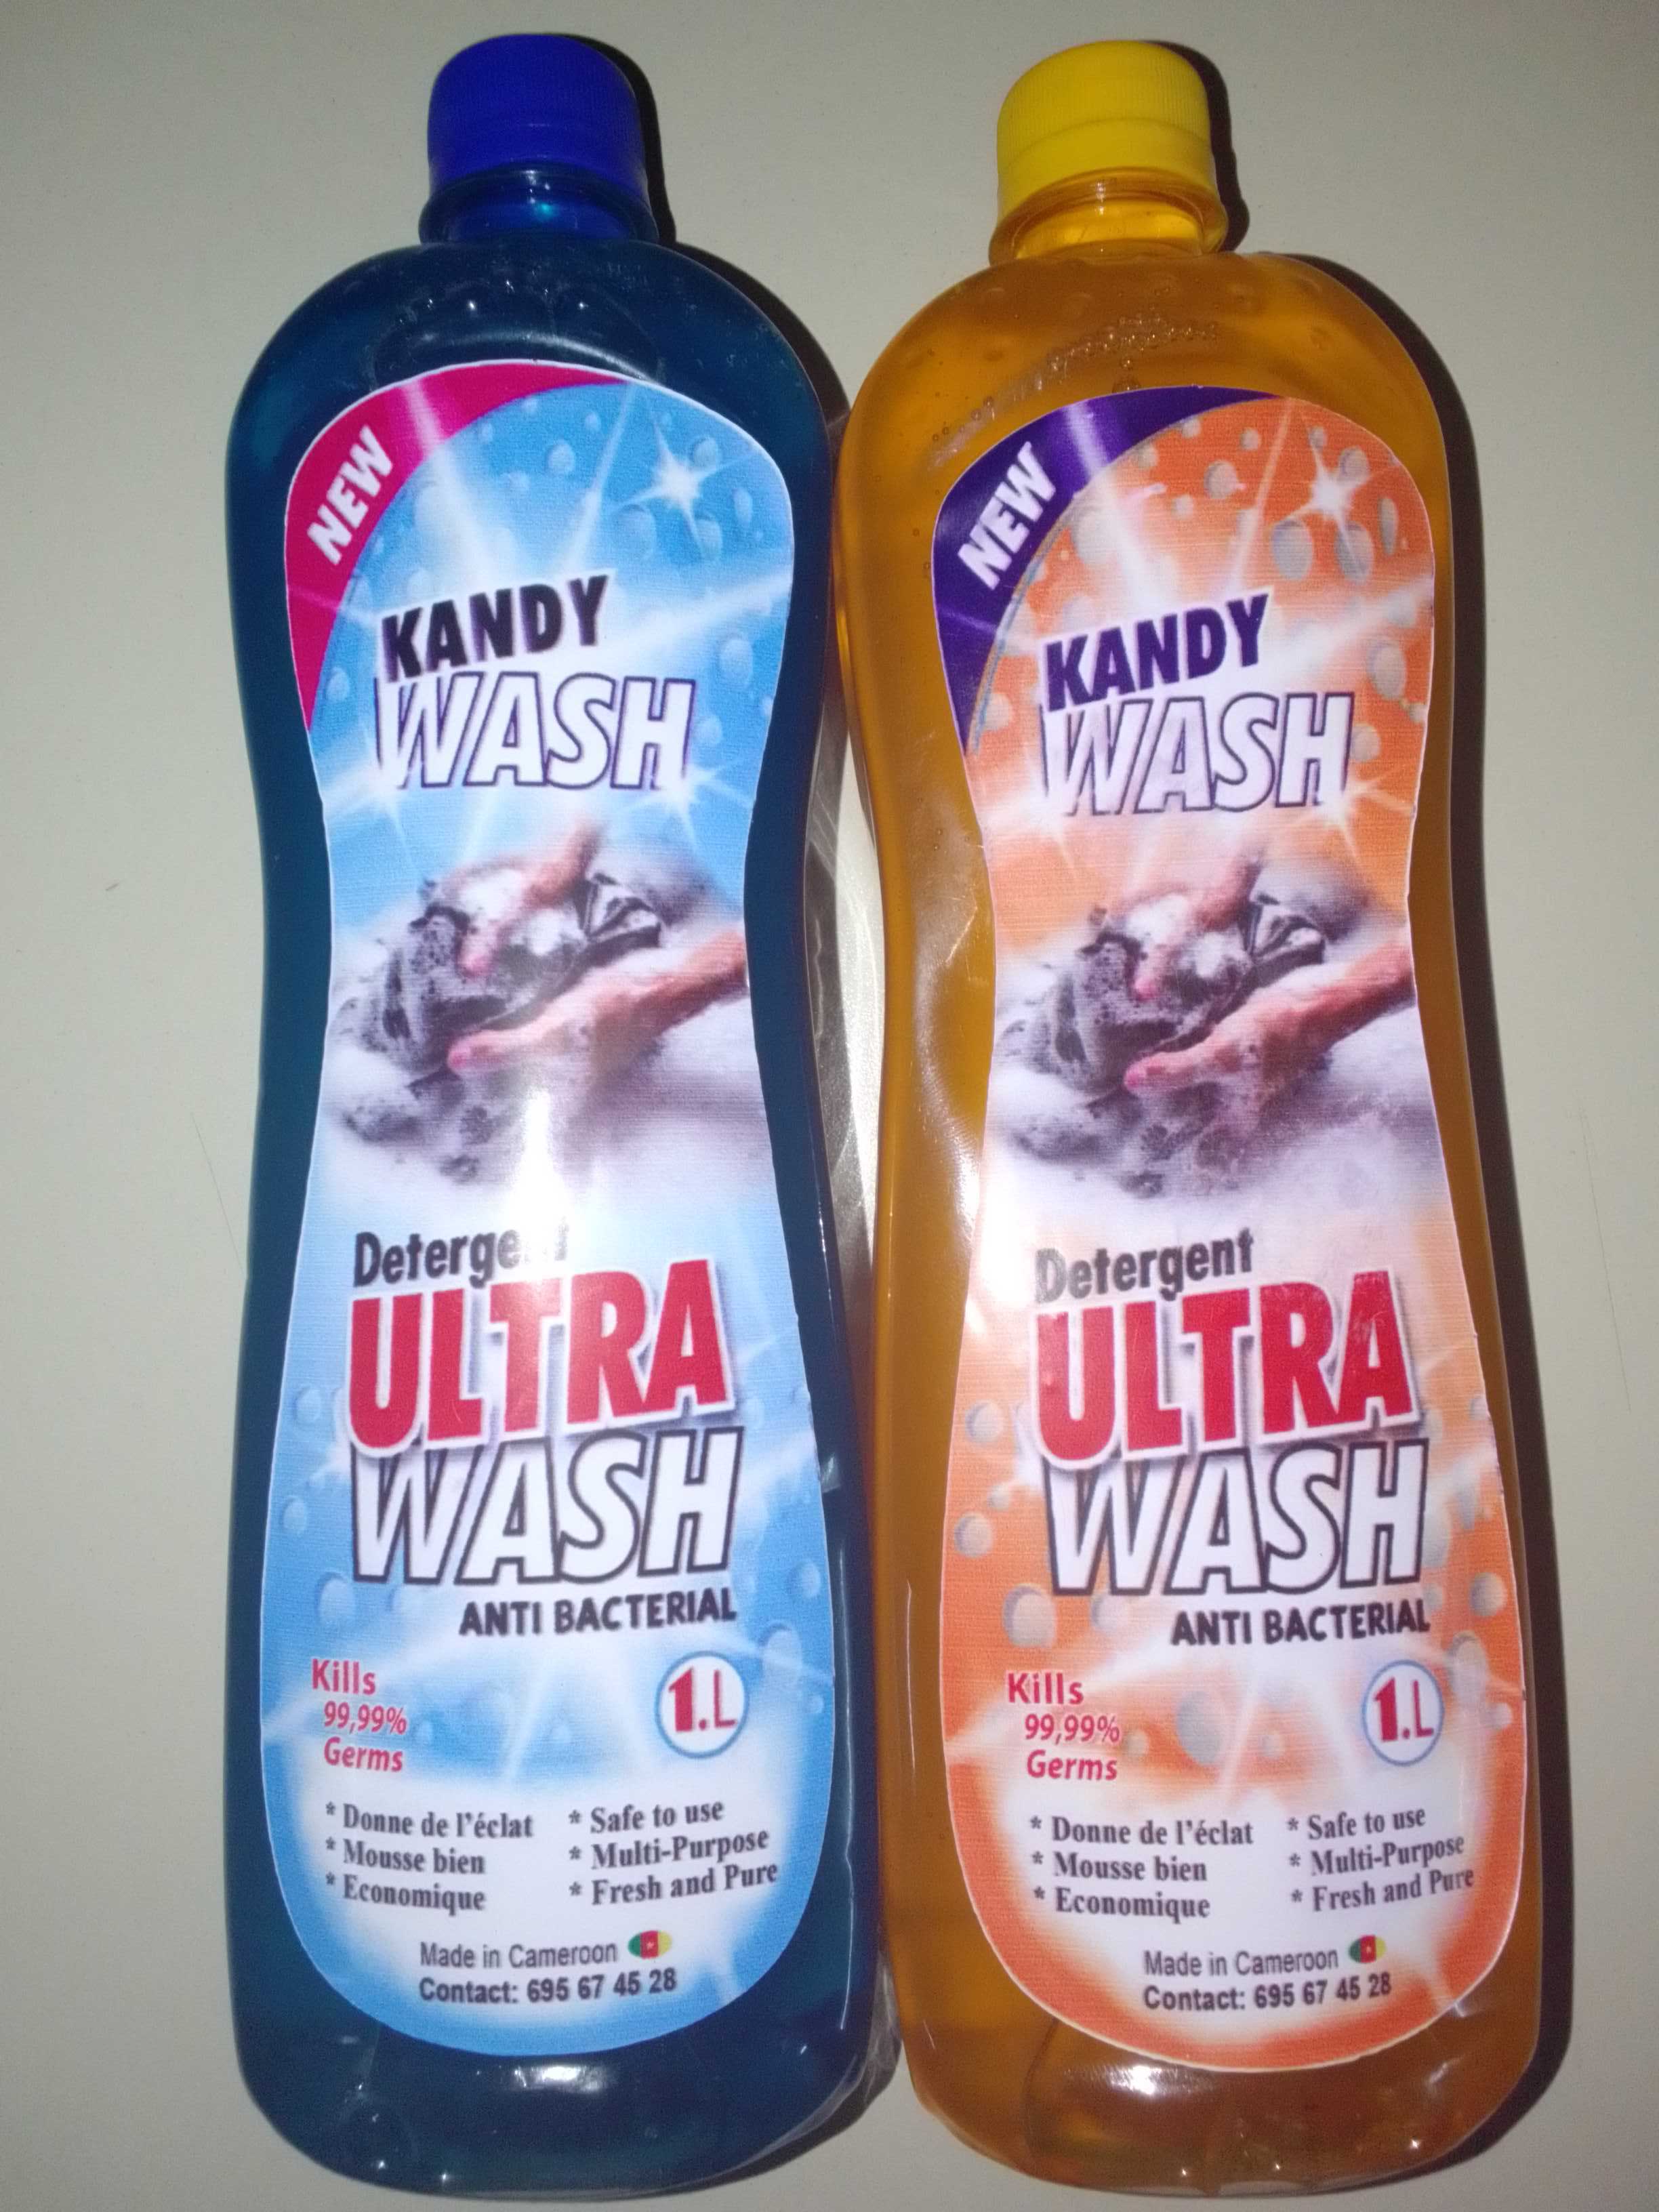 NEW
KANDY
WASH
Detergent
ULTRA
WASH
ANTI BACTERIAL
Kills
99,99%
Germs
1.L
* Donne de l'éclat
* Mousse bien
* Economique
* Safe to use
* Multi-Purpose
* Fresh and Pure
Made in Cameroon
Contact: 695 67 45 28
NEW
KANDY
WASH
Detergent
ULTRA
WASH
ANTI BACTERIAL
Kills
99,99%
Germs
1.L
* Donne de l'éclat
* Mousse bien
* Economique
* Safe to use
* Multi-Purpose
* Fresh and Pure
Made in Cameroon
Contact: 695 67 45 28